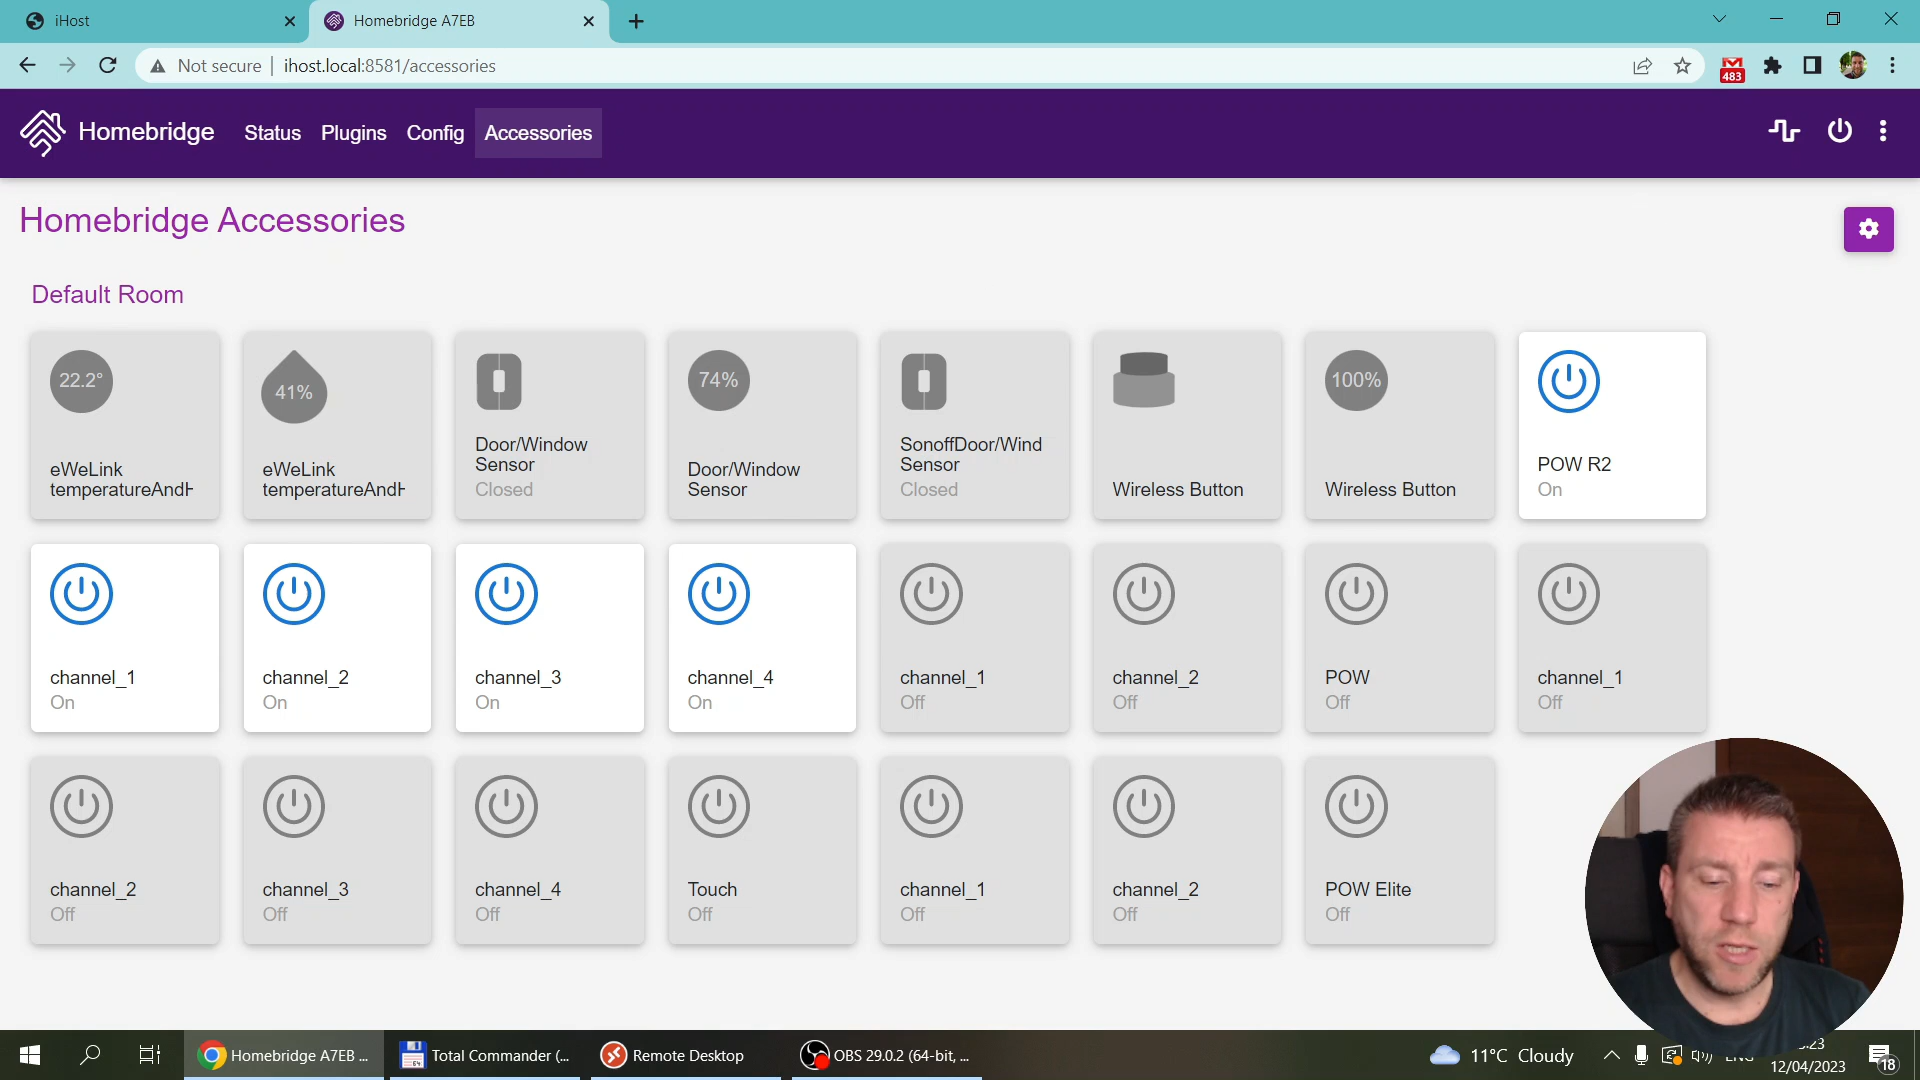 iHost
Homebridge A7EB
Not secure
ihost.local:8581/accessories
483
Homebridge
Status
Plugins
Config
Accessories
Homebridge Accessories
Default Room
22.2°
41%
74%
100%
eWeLink
temperatureAndH
eWeLink
temperatureAndH
Door/Window
Sensor
Closed
Door/Window
Sensor
SonoffDoor/Wind
Sensor
Closed
Wireless Button
Wireless Button
POW R2
On
channel_1
On
channel_2
On
channel_3
On
channel_4
On
channel_1
Off
channel_2
Off
POW
Off
channel_1
Off
channel_2
Off
channel_3
Off
channel_4
Off
Touch
Off
channel_1
Off
channel_2
Off
POW Elite
Off
Homebridge A7EB ...
Total Commander (...
Remote Desktop
OBS 29.0.2 (64-bit, ...
11°C Cloudy
ENG
12/04/2023
18